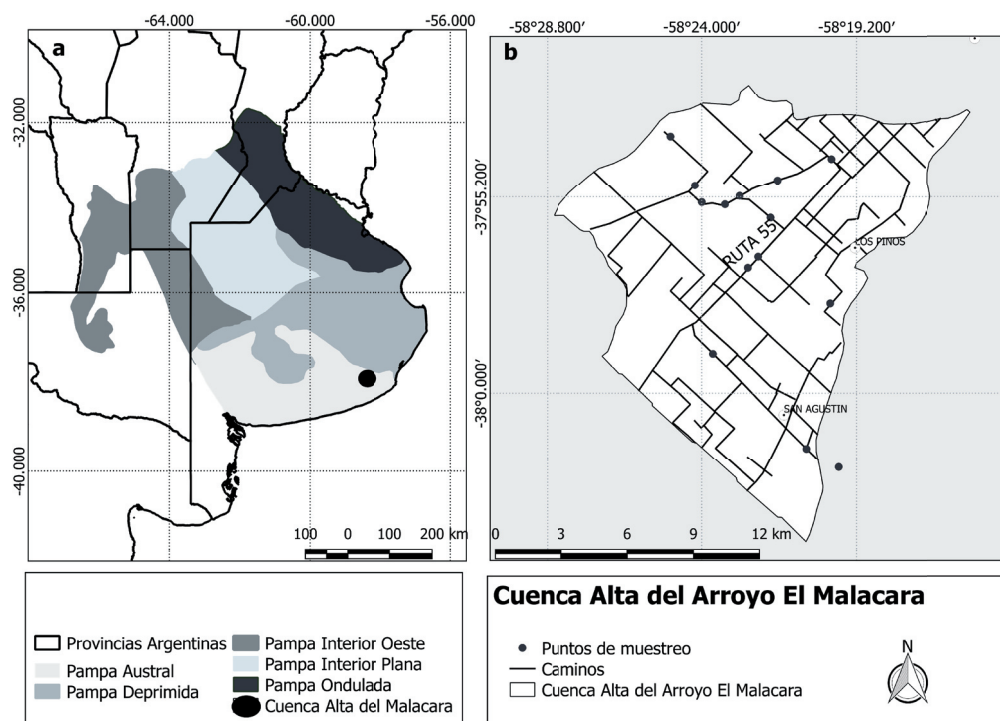 -64.000
-60.000
-56.000
a
-32.000
-36.000
-40.000
100 0 100 200 km
-58°28.800'
-58°24.000'
-58°19.200'
b
-37°55.200'
-38°0.000'
RUTA 55
LOS PINOS
SAN AGUSTIN
0 3 6 9 12 km
Provincias Argentinas
Pampa Austral
Pampa Deprimida
Pampa Interior Oeste
Pampa Interior Plana
Pampa Ondulada
Cuenca Alta del Malacara
Cuenca Alta del Arroyo El Malacara
Puntos de muestreo
Caminos
Cuenca Alta del Arroyo El Malacara
N